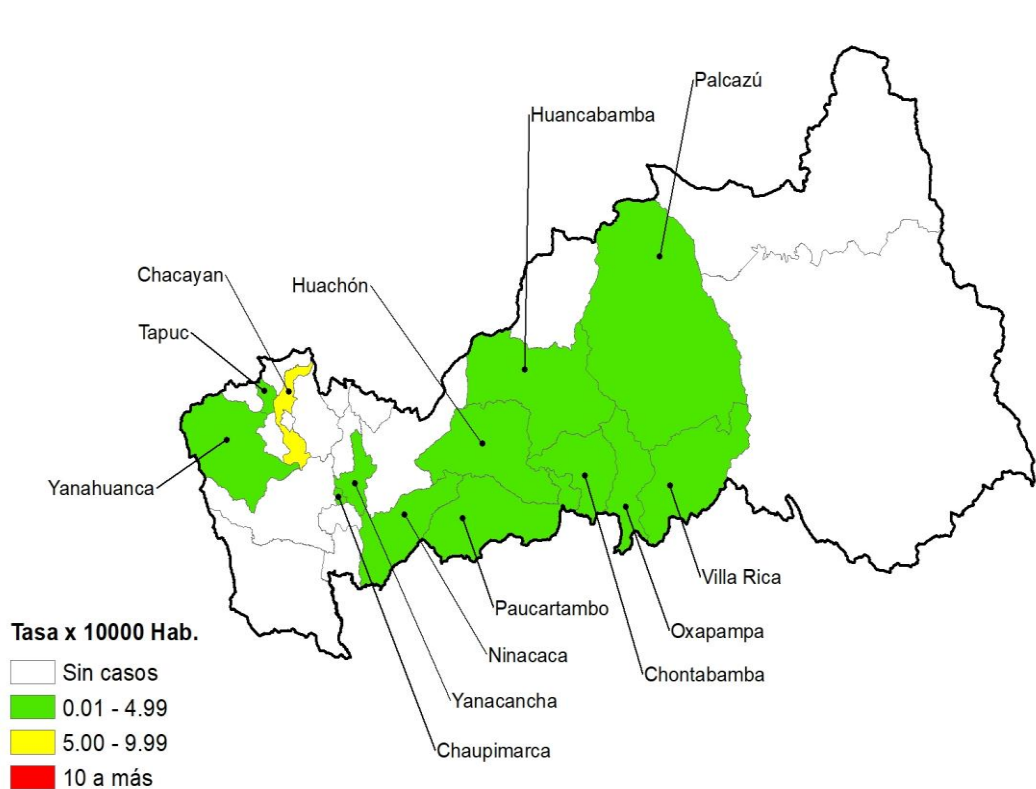 Palcazú
Huancabamba
Chacayan
Huachón
Tapuc
Yanahuanca
Villa Rica
Paucartambo
Oxapampa
Ninacaca
Chontabamba
Yanacancha
Chaupimarca
Tasa x 10000 Hab.
Sin casos
0.01 - 4.99
5.00 - 9.99
10 a más